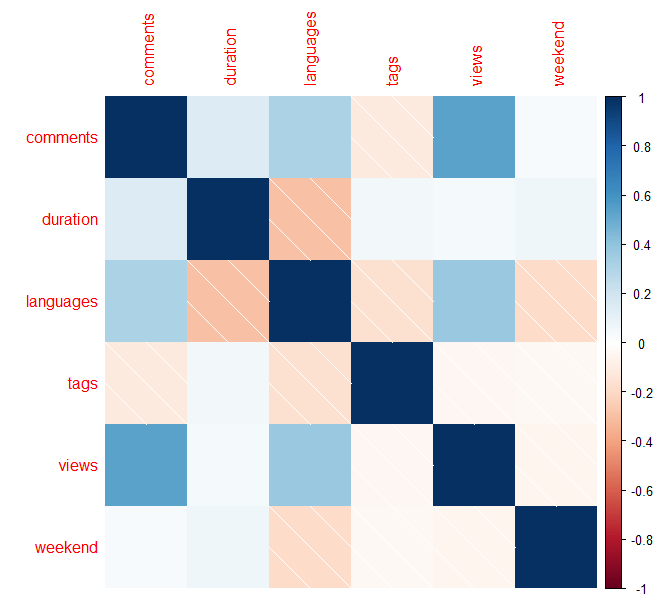 comments
duration
languages
tags
views
weekend
comments
duration
languages
tags
views
weekend
1
0.8
0.6
0.4
0.2
0
-0.2
-0.4
-0.6
-0.8
-1